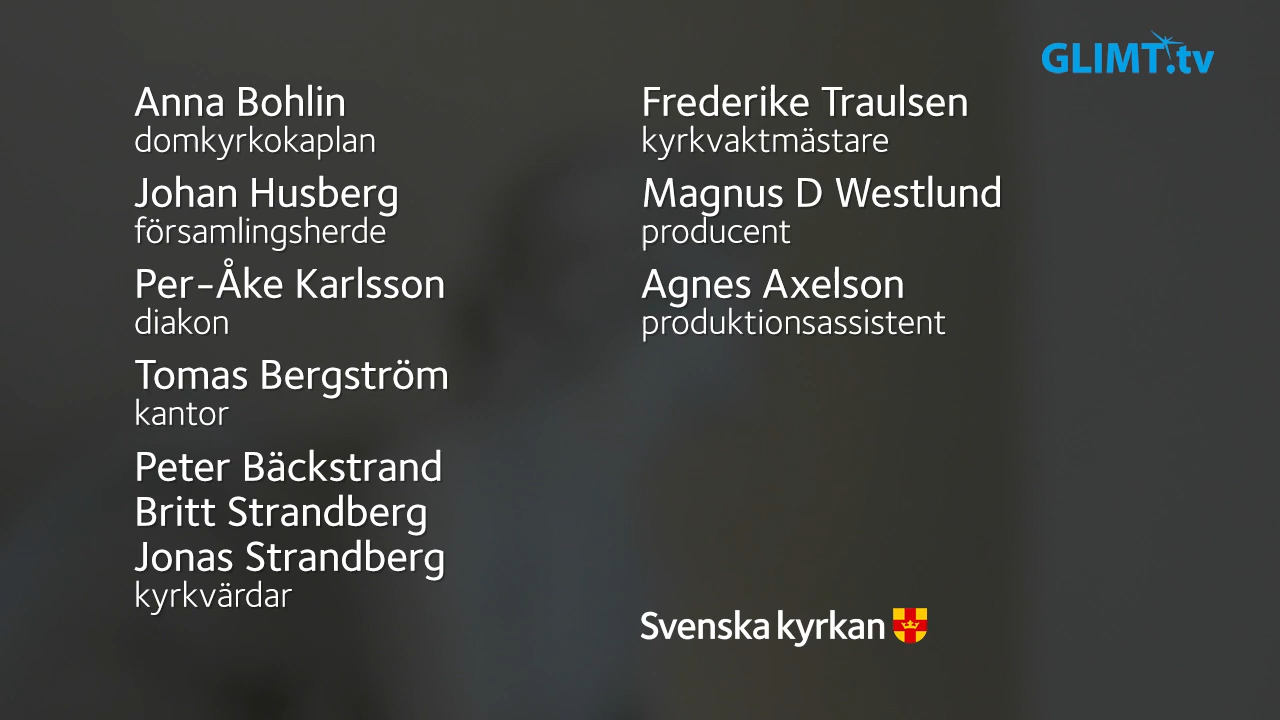 GLIMT.tv
Anna Bohlin
domkyrkokaplan
Johan Husberg
församlingsherde
Per-Åke Karlsson
diakon
Tomas Bergström
kantor
Peter Bäckstrand
Britt Strandberg
Jonas Strandberg
kyrkvärdar
Frederike Traulsen
kyrkvaktmästare
Magnus D Westlund
producent
Agnes Axelson
produktionsassistent
Svenska kyrkan